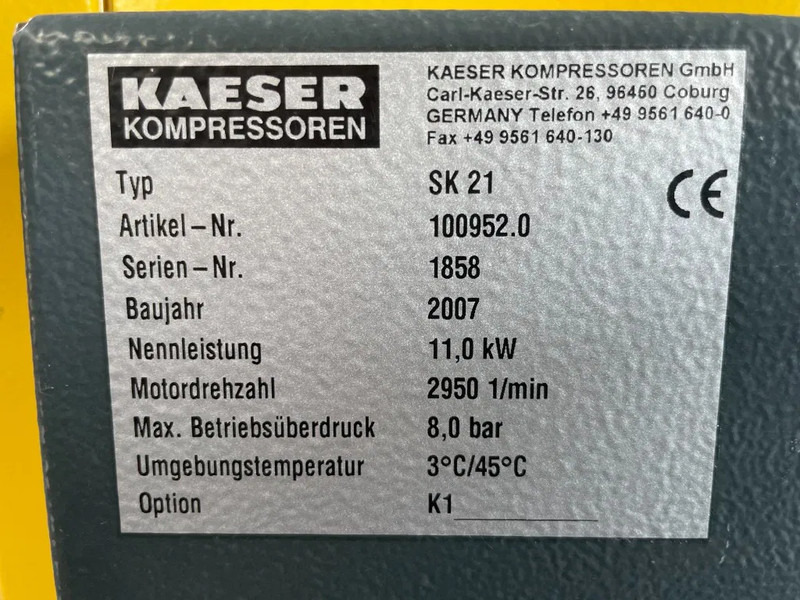 KAESER
KOMPRESSOREN
KAESER KOMPRESSOREN GmbH
Carl-Kaeser-Str. 26, 96450 Coburg
GERMANY Telefon +49 9561 640-0
Fax +49 9561 640-130
CE
Typ SK 21
Artikel-Nr. 100952.0
Serien-Nr. 1858
Baujahr 2007
Nennleistung 11,0 kW
Motordrehzahl 2950 1/min
Max. Betriebsüberdruck 8,0 bar
Umgebungstemperatur 3°C/45°C
Option K1